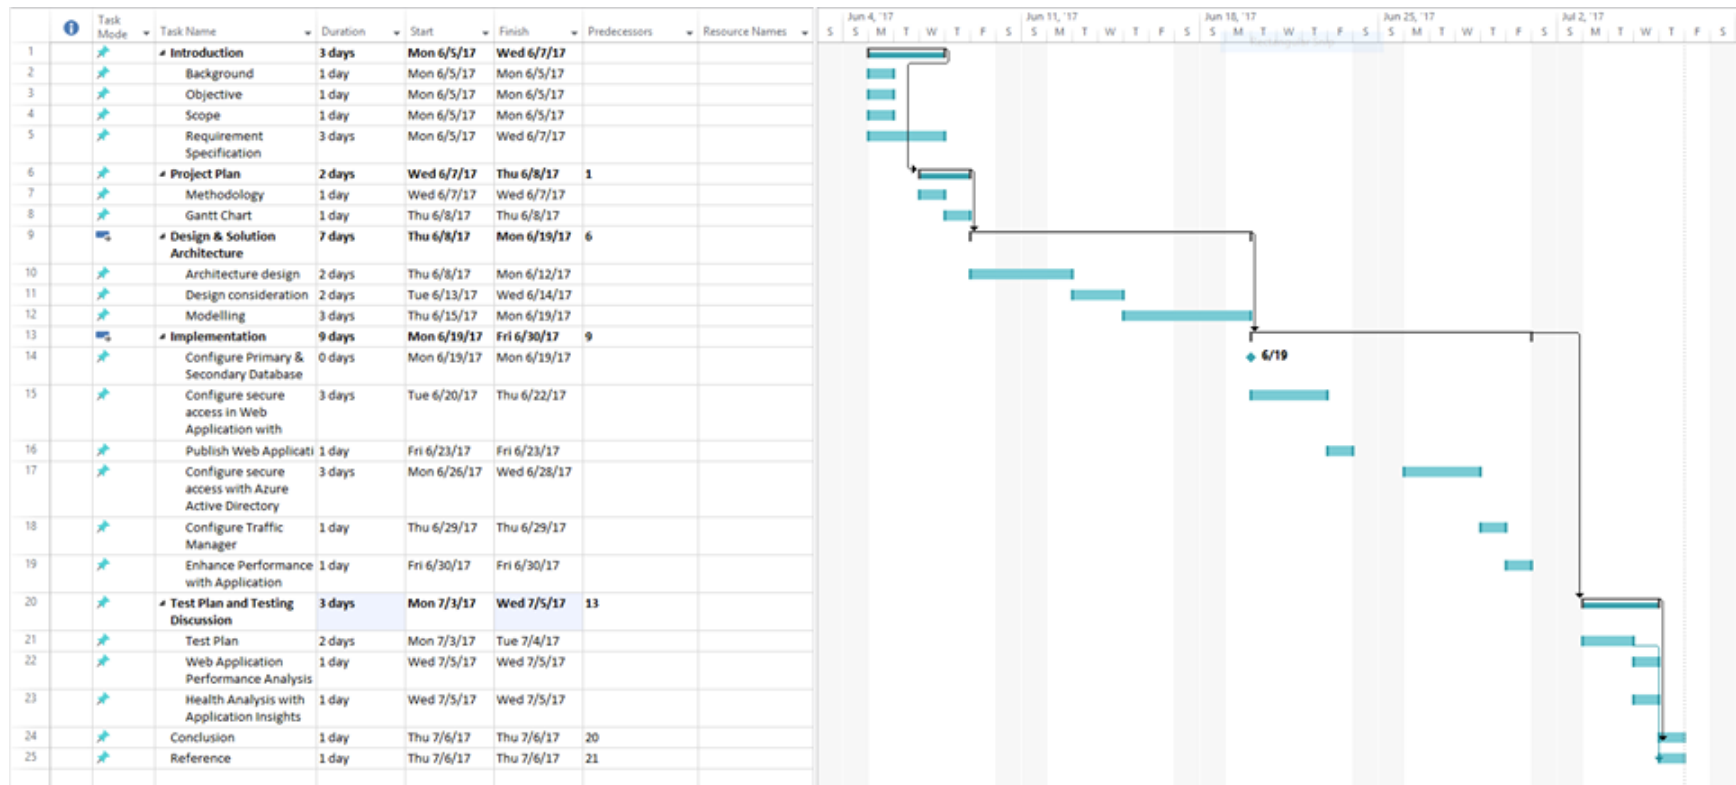 Task Mode Task Name Duration Start Finish Predecessors Resource Names
Jun 4, '17 Jun 11, '17 Jun 18, '17 Jun 25, '17 Jul 2, '17
S S M T W T F S S M T W T F S S M T W T F S S M T W T F S S M T W T F S
1 Introduction 3 days Mon 6/5/17 Wed 6/7/17
2 Background 1 day Mon 6/5/17 Mon 6/5/17
3 Objective 1 day Mon 6/5/17 Mon 6/5/17
4 Scope 1 day Mon 6/5/17 Mon 6/5/17
5 Requirement 3 days Mon 6/5/17 Wed 6/7/17
Specification
6 Project Plan 2 days Wed 6/7/17 Thu 6/8/17 1
7 Methodology 1 day Wed 6/7/17 Wed 6/7/17
8 Gantt Chart 1 day Thu 6/8/17 Thu 6/8/17
9 Design & Solution 7 days Thu 6/8/17 Mon 6/19/17 6
Architecture
10 Architecture design 2 days Thu 6/8/17 Mon 6/12/17
11 Design consideration 2 days Tue 6/13/17 Wed 6/14/17
12 Modelling 3 days Thu 6/15/17 Mon 6/19/17
13 Implementation 9 days Mon 6/19/17 Fri 6/30/17 9
14 Configure Primary & 0 days Mon 6/19/17 Mon 6/19/17 6/19
Secondary Database
15 Configure secure 3 days Tue 6/20/17 Thu 6/22/17
access in Web
Application with
16 Publish Web Applicati 1 day Fri 6/23/17 Fri 6/23/17
17 Configure secure 3 days Mon 6/26/17 Wed 6/28/17
access with Azure
Active Directory
18 Configure Traffic 1 day Thu 6/29/17 Thu 6/29/17
Manager
19 Enhance Performance 1 day Fri 6/30/17 Fri 6/30/17
with Application
20 Test Plan and Testing 3 days Mon 7/3/17 Wed 7/5/17 13
Discussion
21 Test Plan 2 days Mon 7/3/17 Tue 7/4/17
22 Web Application 1 day Wed 7/5/17 Wed 7/5/17
Performance Analysis
23 Health Analysis with 1 day Wed 7/5/17 Wed 7/5/17
Application Insights
24 Conclusion 1 day Thu 7/6/17 Thu 7/6/17 20
25 Reference 1 day Thu 7/6/17 Thu 7/6/17 21